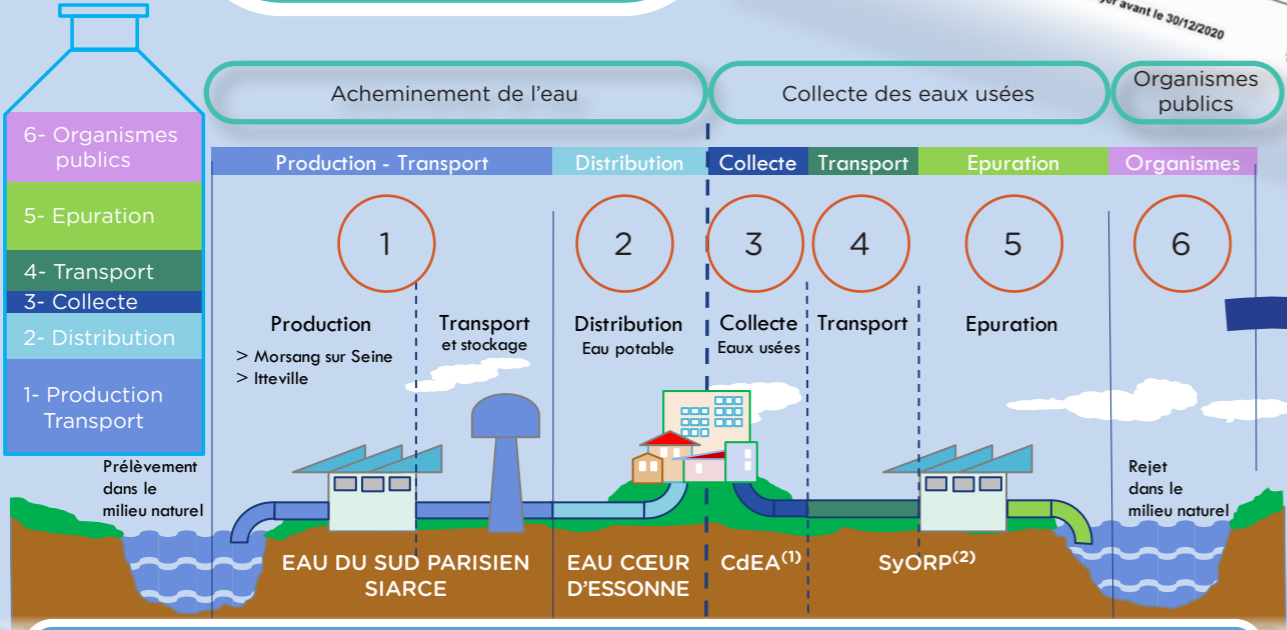 avant le 30/12/2020
Acheminement de l'eau
Collecte des eaux usées
Organismes
publics
6- Organismes
publics
5- Epuration
4- Transport
3- Collecte
2- Distribution
1- Production
Transport
Production - Transport
Distribution
Collecte
Transport
Epuration
Organismes
1
2
3
4
5
6
Production
> Morsang sur Seine
> Itteville
Transport
et stockage
Distribution
Eau potable
Collecte
Eaux usées
Transport
Epuration
Prélèvement
dans le
milieu naturel
Rejet
dans le
milieu naturel
EAU DU SUD PARISIEN
SIARCE
EAU CŒUR
D'ESSONNE
CdEA(1)
SyORP(2)